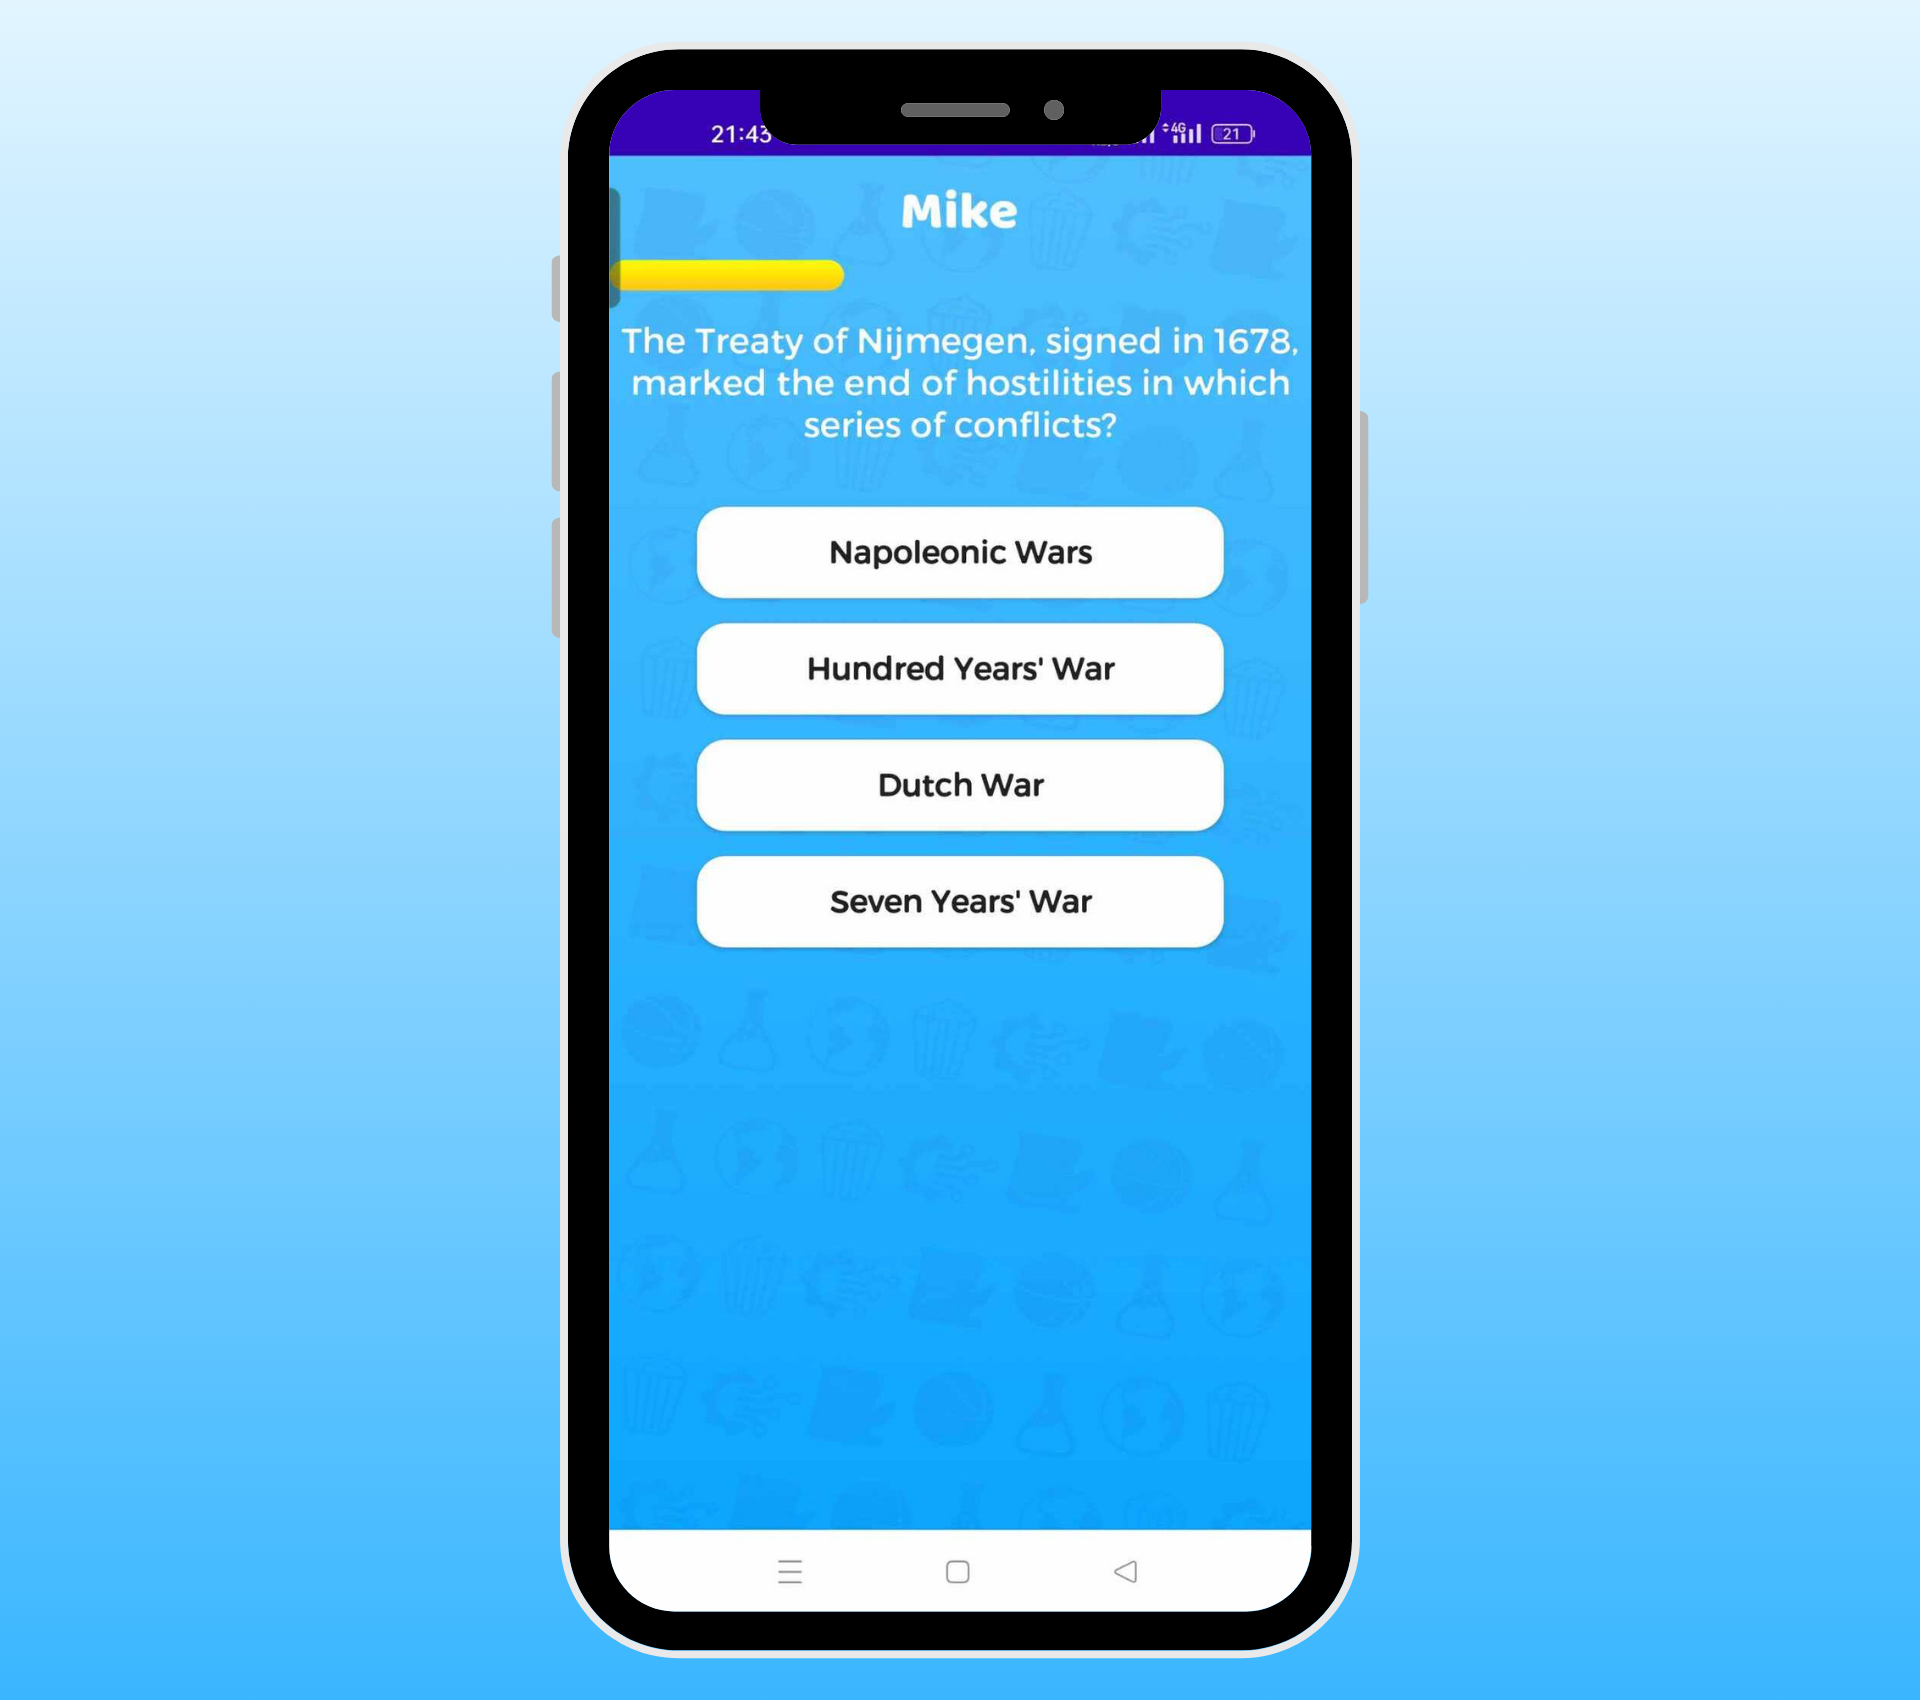 21:43
4G
21
Mike
The Treaty of Nijmegen, signed in 1678,
marked the end of hostilities in which
series of conflicts?
Napoleonic Wars
Hundred Years' War
Dutch War
Seven Years' War